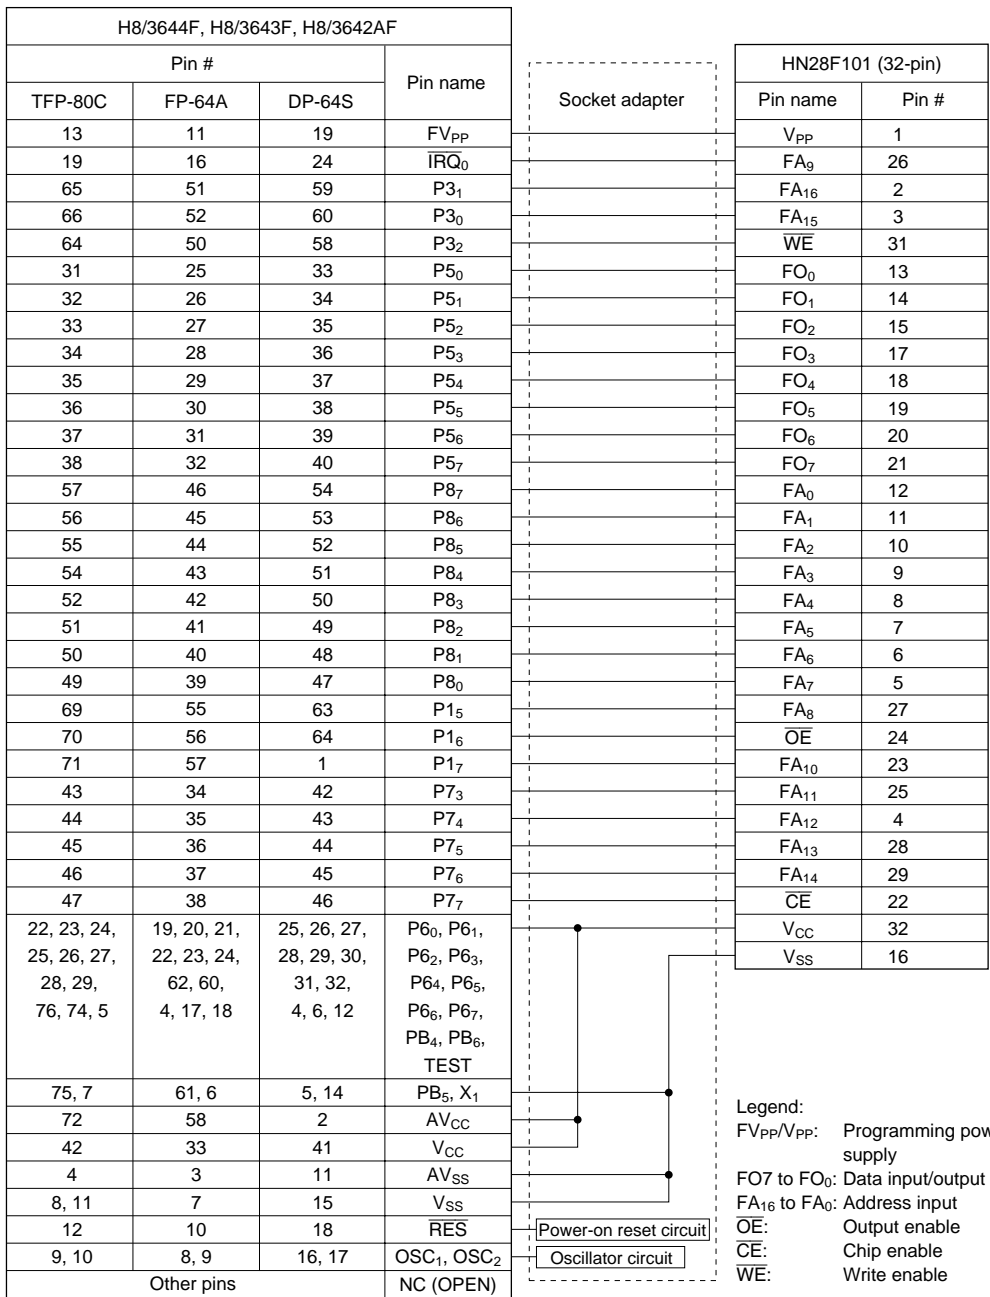 H8/3644F, H8/3643F, H8/3642AF
Pin #
Pin name
TFP-80C FP-64A DP-64S
Socket adapter
HN28F101 (32-pin)
Pin name Pin #
13 11 19 FVPP VPP 1
19 16 24 I̅R̅Q̅0 FA9 26
65 51 59 P31 FA16 2
66 52 60 P30 FA15 3
64 50 58 P32 W̅E̅ 31
31 25 33 P50 FO0 13
32 26 34 P51 FO1 14
33 27 35 P52 FO2 15
34 28 36 P53 FO3 17
35 29 37 P54 FO4 18
36 30 38 P55 FO5 19
37 31 39 P56 FO6 20
38 32 40 P57 FO7 21
57 46 54 P87 FA0 12
56 45 53 P86 FA1 11
55 44 52 P85 FA2 10
54 43 51 P84 FA3 9
52 42 50 P83 FA4 8
51 41 49 P82 FA5 7
50 40 48 P81 FA6 6
49 39 47 P80 FA7 5
69 55 63 P15 FA8 27
70 56 64 P16 O̅E̅ 24
71 57 1 P17 FA10 23
43 34 42 P73 FA11 25
44 35 43 P74 FA12 4
45 36 44 P75 FA13 28
46 37 45 P76 FA14 29
47 38 46 P77 C̅E̅ 22
22, 23, 24, 19, 20, 21, 25, 26, 27, P60, P61, VCC 32
25, 26, 27, 22, 23, 24, 28, 29, 30, P62, P63, VSS 16
28, 29, 62, 60, 31, 32, P64, P65,
76, 74, 5 4, 17, 18 4, 6, 12 P66, P67,
PB4, PB6,
TEST
75, 7 61, 6 5, 14 PB5, X1
72 58 2 AVCC
42 33 41 VCC
4 3 11 AVSS
8, 11 7 15 VSS
12 10 18 R̅E̅S̅ Power-on reset circuit
9, 10 8, 9 16, 17 OSC1, OSC2 Oscillator circuit
Other pins NC (OPEN)
Legend:
FVPP/VPP: Programming pow
supply
FO7 to FO0: Data input/output
FA16 to FA0: Address input
O̅E̅: Output enable
C̅E̅: Chip enable
W̅E̅: Write enable